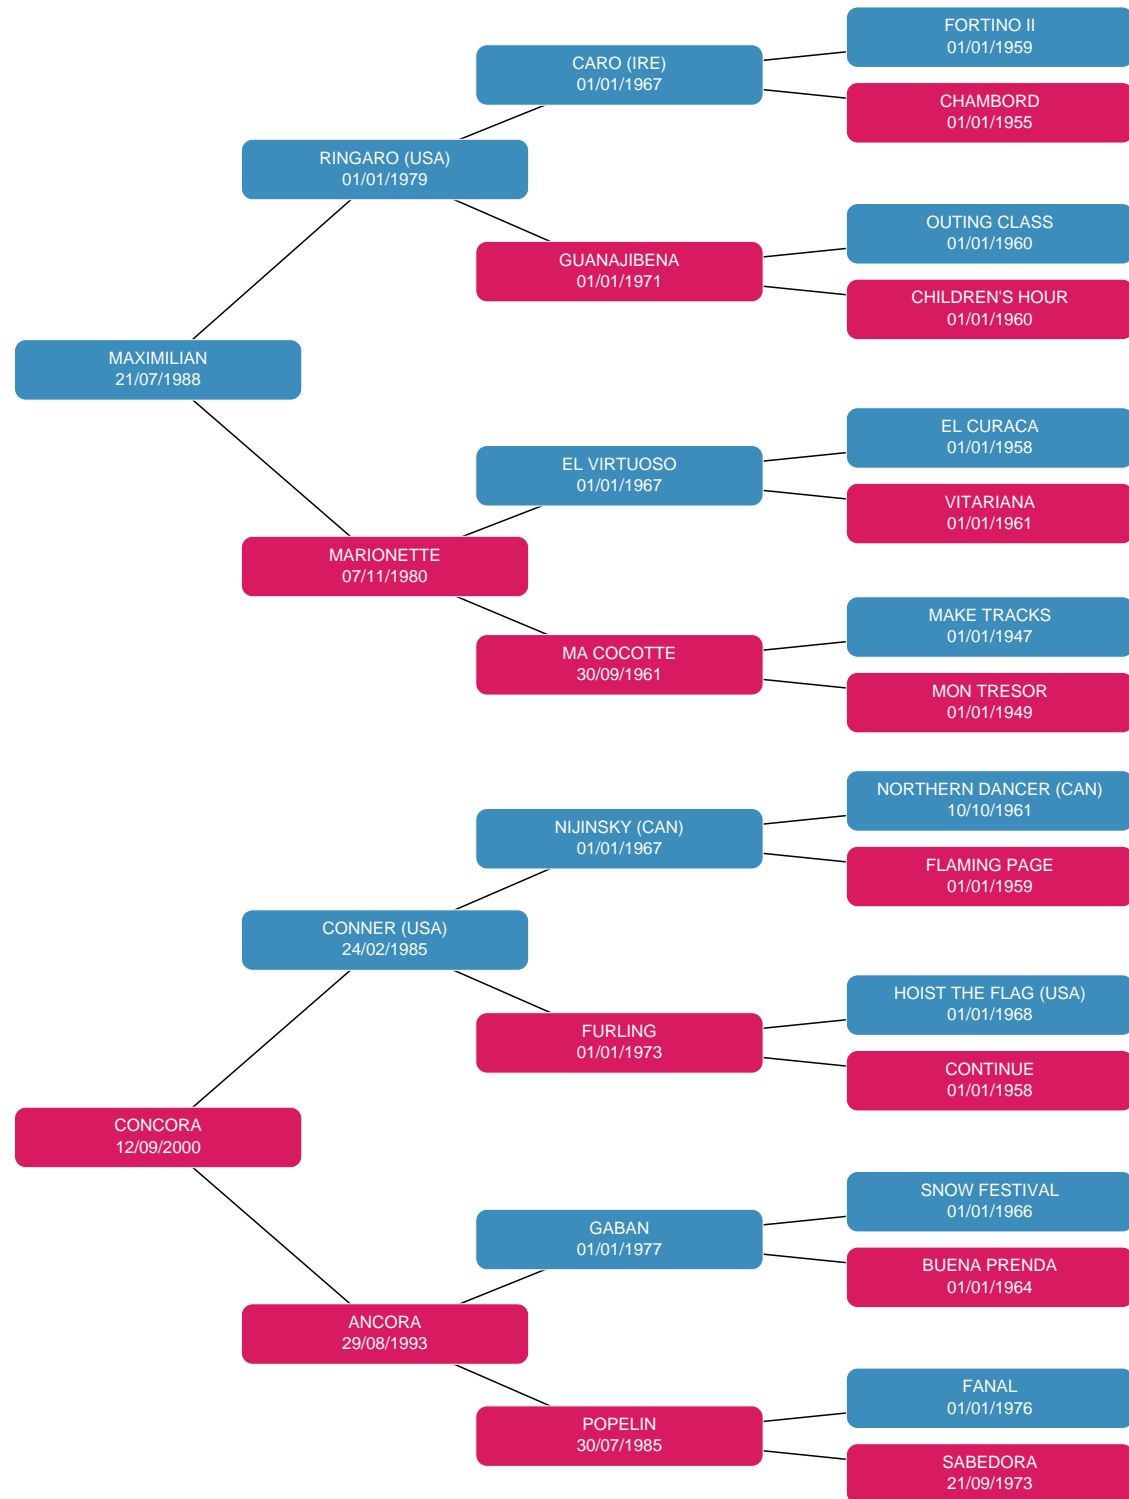 FORTINO II
01/01/1959
CARO (IRE)
01/01/1967
CHAMBORD
01/01/1955
RINGARO (USA)
01/01/1979
OUTING CLASS
01/01/1960
GUANAJIBENA
01/01/1971
CHILDREN'S HOUR
01/01/1960
MAXIMILIAN
21/07/1988
EL CURACA
01/01/1958
EL VIRTUOSO
01/01/1967
VITARIANA
01/01/1961
MARIONETTE
07/11/1980
MAKE TRACKS
01/01/1947
MA COCOTTE
30/09/1961
MON TRESOR
01/01/1949
NORTHERN DANCER (CAN)
10/10/1961
NIJINSKY (CAN)
01/01/1967
FLAMING PAGE
01/01/1959
CONNER (USA)
24/02/1985
HOIST THE FLAG (USA)
01/01/1968
FURLING
01/01/1973
CONTINUE
01/01/1958
CONCORA
12/09/2000
SNOW FESTIVAL
01/01/1966
GABAN
01/01/1977
BUENA PRENDA
01/01/1964
ANCORA
29/08/1993
FANAL
01/01/1976
POPELIN
30/07/1985
SABEDORA
21/09/1973